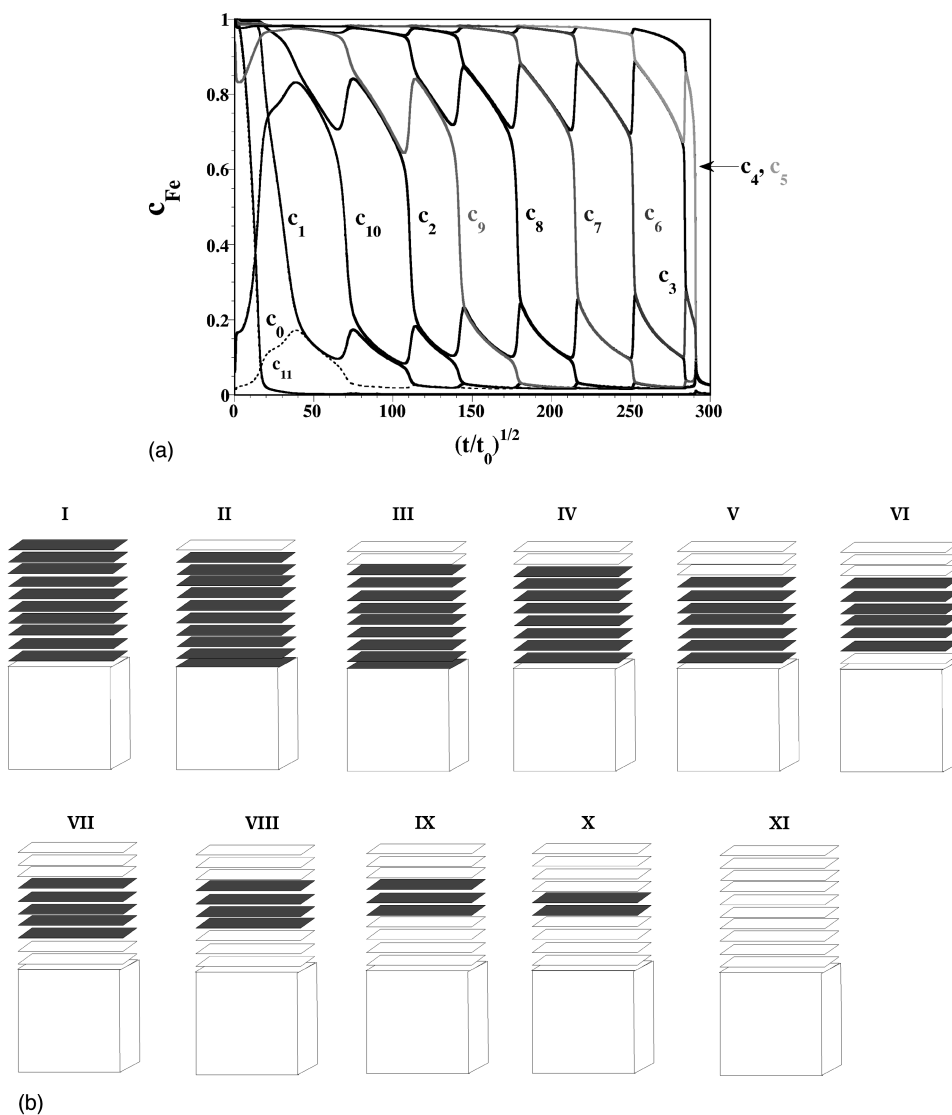 1
0.8
0.6
0.4
0.2
0
c_Fe
c_4, c_5
c_1
c_10
c_2
c_9
c_8
c_7
c_6
c_3
c_0
c_11
0 50 100 150 200 250 300
(t/t_0)^1/2
(a)
I II III IV V VI
VII VIII IX X XI
(b)